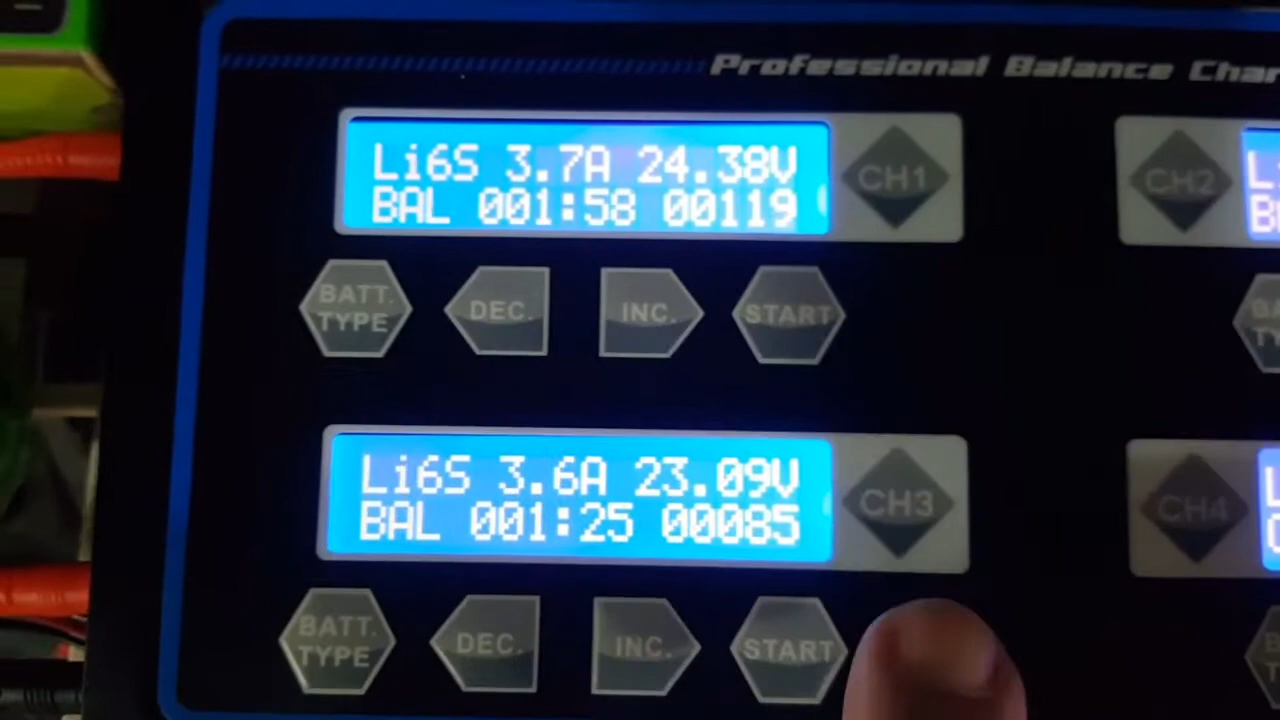 Professional Balance Char
Li6S 3.7A 24.38V
BAL 001:58 00119
CH1
CH2
BATT. TYPE
DEC.
INC.
START
Li6S 3.6A 23.09V
BAL 001:25 00085
CH3
CH4
BATT. TYPE
DEC.
INC.
START